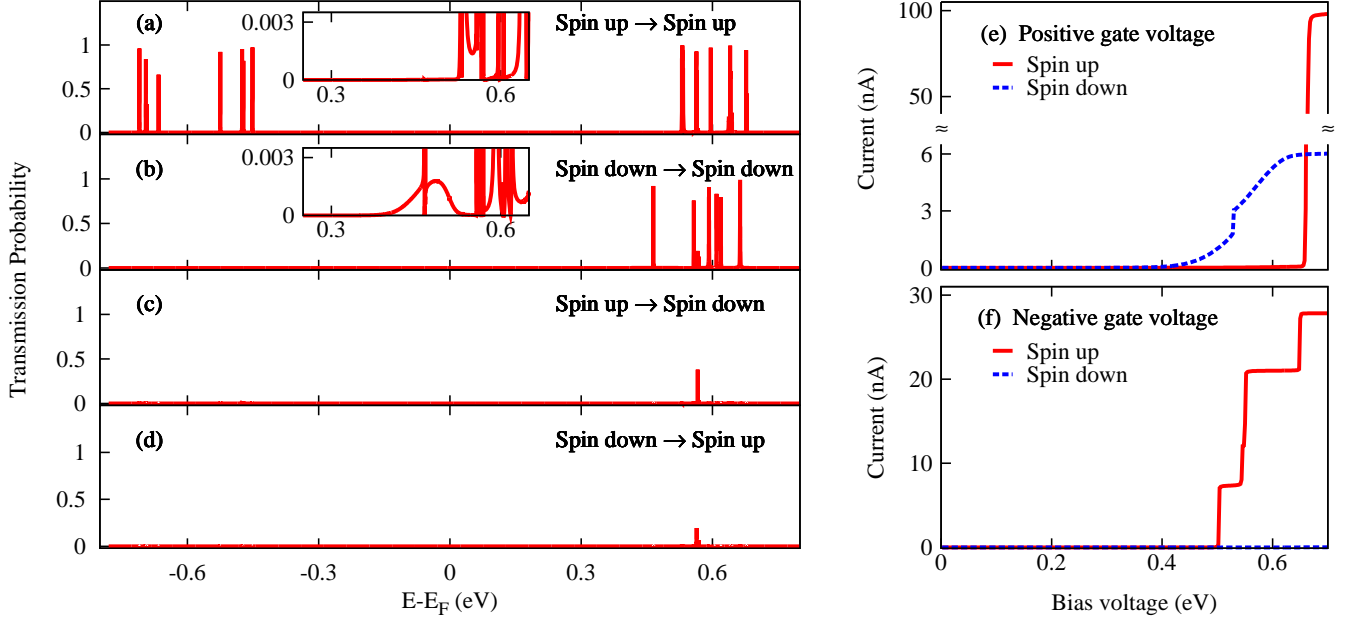 (a)
Spin up → Spin up
0.003
0
0.3
0.6
1
0.5
0
(b)
Spin down → Spin down
0.003
0
0.3
0.6
1
0.5
0
(c)
Spin up → Spin down
1
0.5
0
(d)
Spin down → Spin up
1
0.5
0
-0.6
-0.3
0
0.3
0.6
E-E_F (eV)
Transmission Probability
(e) Positive gate voltage
Spin up
Spin down
100
50
≈
≈
6
3
0
Current (nA)
(f) Negative gate voltage
Spin up
Spin down
30
20
10
0
Current (nA)
0
0.2
0.4
0.6
Bias voltage (eV)